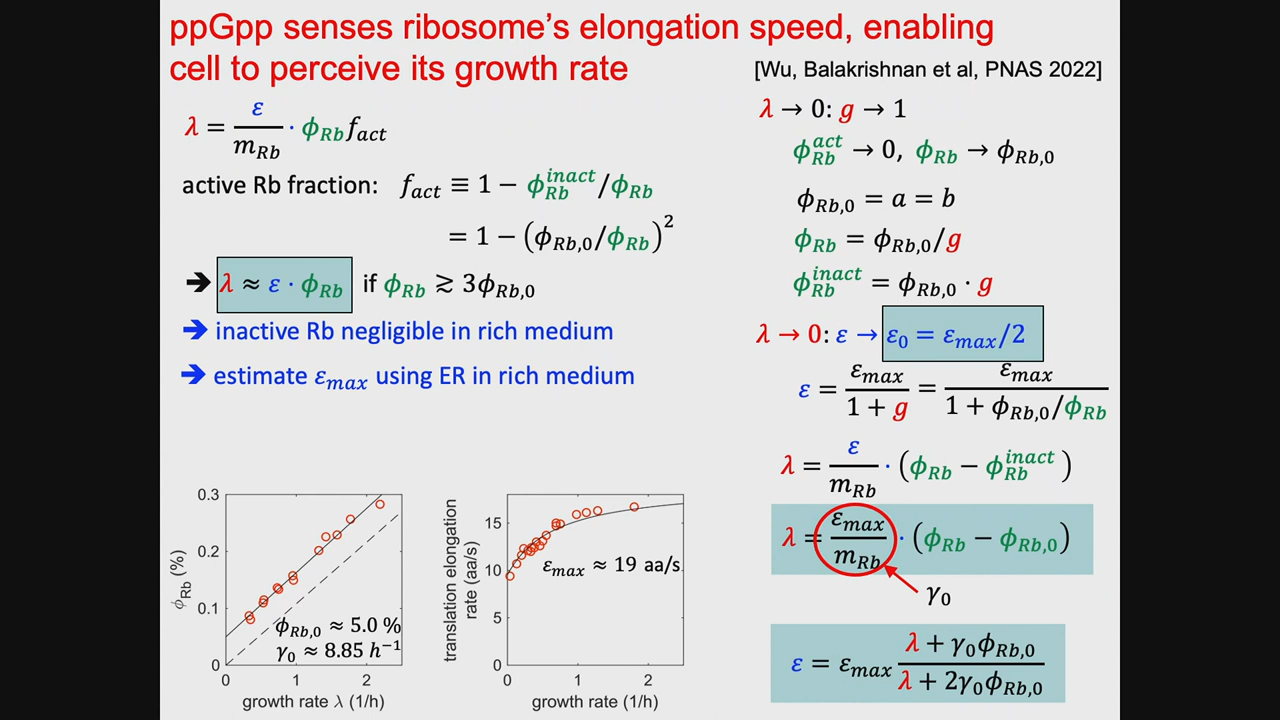 ppGpp senses ribosome's elongation speed, enabling
cell to perceive its growth rate
[Wu, Balakrishnan et al, PNAS 2022]
λ = ε/m_Rb · ϕ_Rb f_act
active Rb fraction: f_act ≡ 1 − ϕ_Rb^inact/ϕ_Rb
= 1 − (ϕ_Rb,0/ϕ_Rb)^2
➔ λ ≈ ε · ϕ_Rb if ϕ_Rb ≳ 3ϕ_Rb,0
➔ inactive Rb negligible in rich medium
➔ estimate ε_max using ER in rich medium
λ → 0: g → 1
ϕ_Rb^act → 0, ϕ_Rb → ϕ_Rb,0
ϕ_Rb,0 = a = b
ϕ_Rb = ϕ_Rb,0/g
ϕ_Rb^inact = ϕ_Rb,0 · g
λ → 0: ε → ε_0 = ε_max/2
ε = ε_max/(1 + g) = ε_max/(1 + ϕ_Rb,0/ϕ_Rb)
λ = ε/m_Rb · (ϕ_Rb − ϕ_Rb^inact)
λ = ε_max/m_Rb · (ϕ_Rb − ϕ_Rb,0)
γ_0
ε = ε_max (λ + γ_0ϕ_Rb,0)/(λ + 2γ_0ϕ_Rb,0)
ϕ_Rb (%)
0.3
0.2
0.1
0
ϕ_Rb,0 ≈ 5.0 %
γ_0 ≈ 8.85 h^−1
0 1 2
growth rate λ (1/h)
translation elongation
rate (aa/s)
15
10
5
0
ε_max ≈ 19 aa/s
0 1 2
growth rate (1/h)